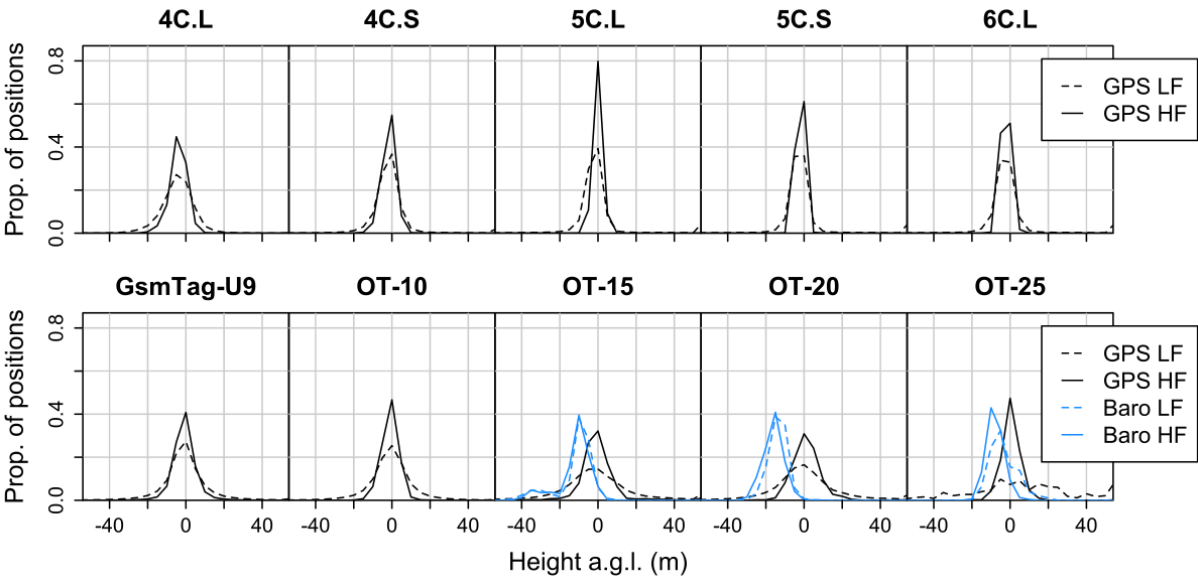 4C.L 4C.S 5C.L 5C.S 6C.L
Prop. of positions
0.0 0.4 0.8
GPS LF
GPS HF
GsmTag-U9 OT-10 OT-15 OT-20 OT-25
Prop. of positions
0.0 0.4 0.8
GPS LF
GPS HF
Baro LF
Baro HF
-40 0 40 -40 0 40 -40 0 40 -40 0 40 -40 0 40
Height a.g.l. (m)